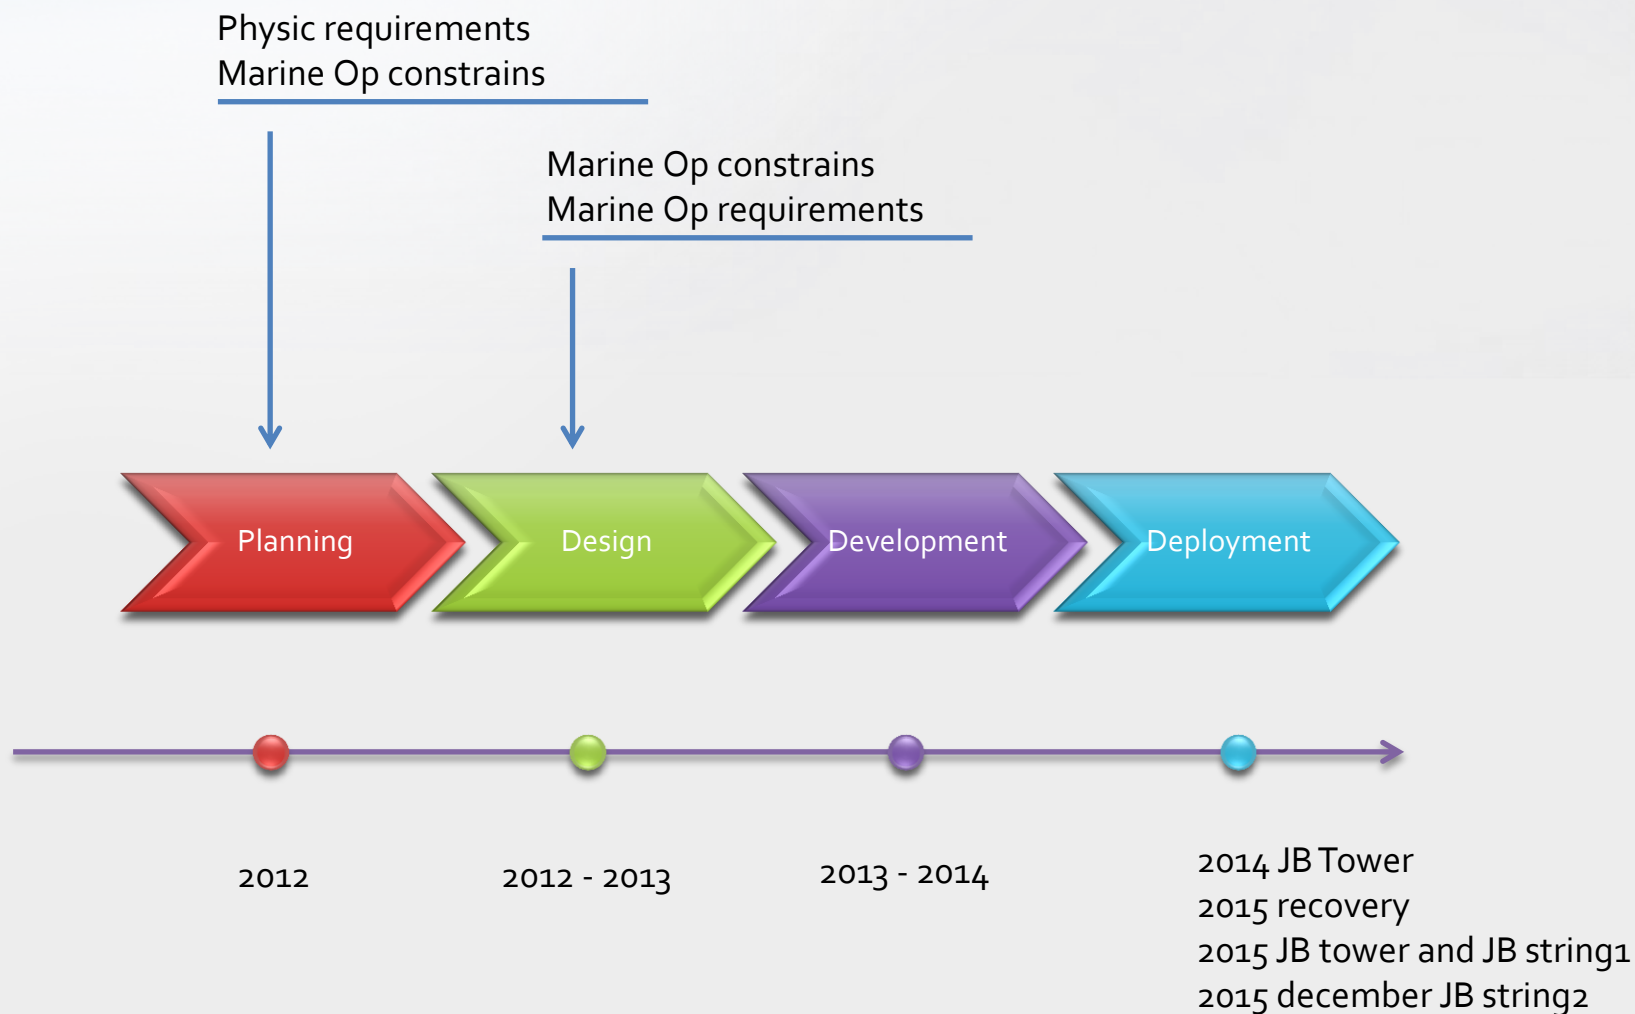 Physic requirements
Marine Op constrains
Marine Op constrains
Marine Op requirements
Planning
Design
Development
Deployment
2012
2012 - 2013
2013 - 2014
2014 JB Tower
2015 recovery
2015 JB tower and JB string1
2015 december JB string2